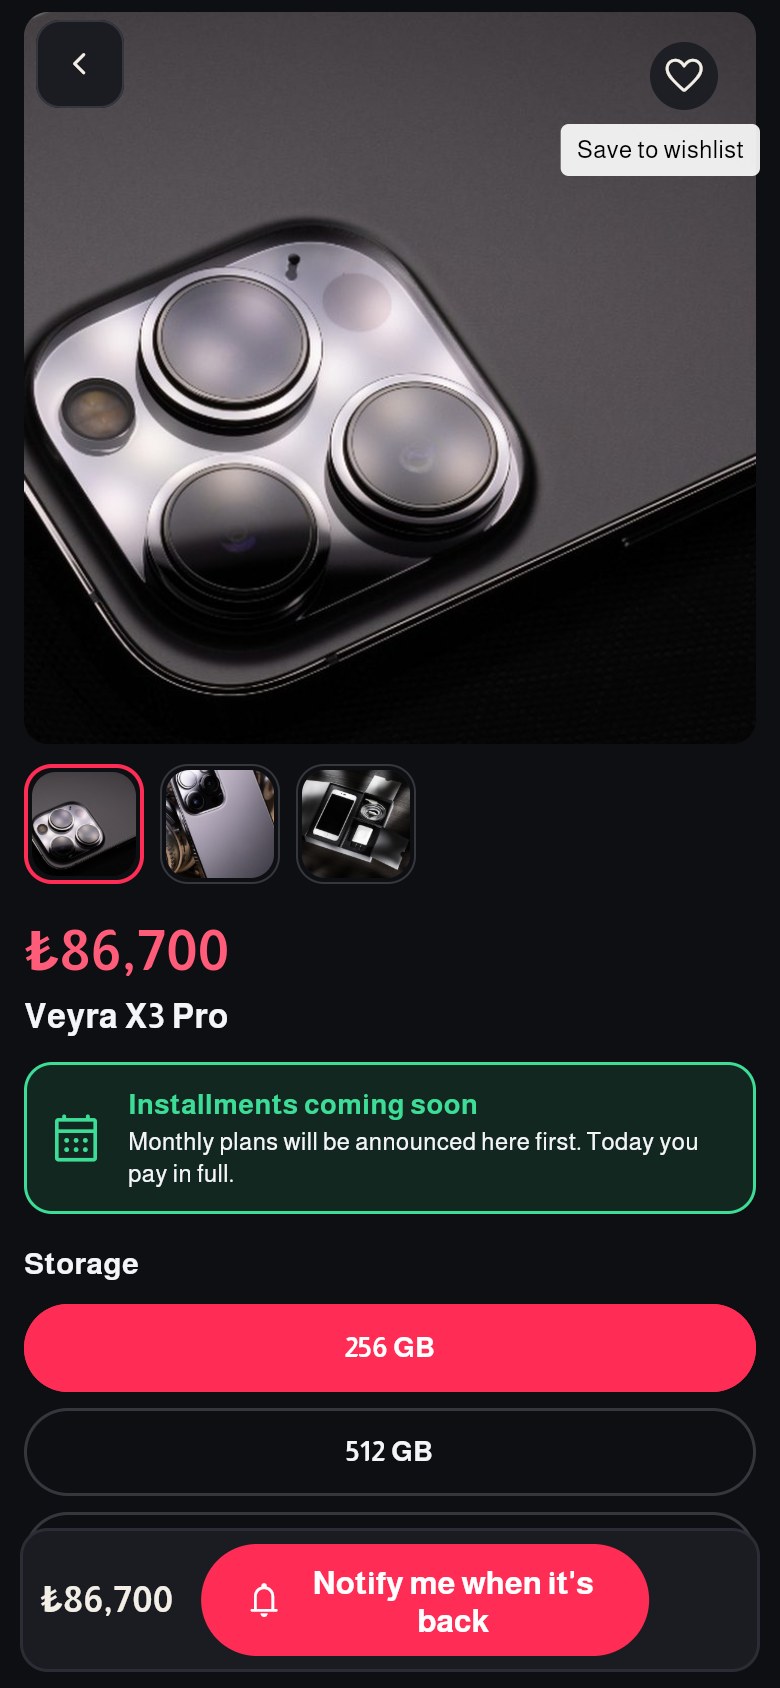 Save to wishlist
₺86,700
Veyra X3 Pro
Installments coming soon
Monthly plans will be announced here first. Today you
pay in full.
Storage
256 GB
512 GB
₺86,700
Notify me when it's
back